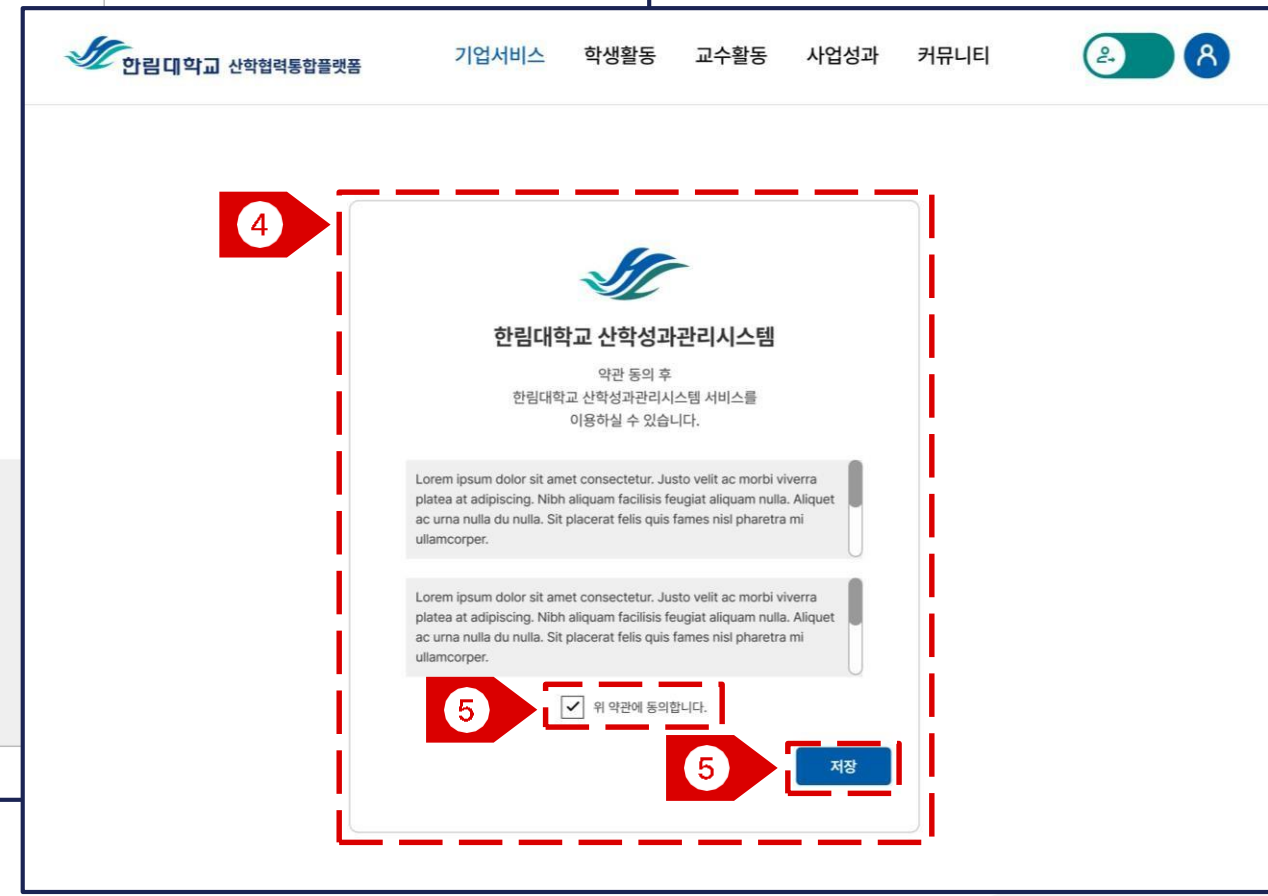 한림대학교 산학협력통합플랫폼
기업서비스 학생활동 교수활동 사업성과 커뮤니티
4
한림대학교 산학성과관리시스템
약관 동의 후
한림대학교 산학성과관리시스템 서비스를
이용하실 수 있습니다.
Lorem ipsum dolor sit amet consectetur. Justo velit ac morbi viverra
platea at adipiscing. Nibh aliquam facilisis feugiat aliquam nulla. Aliquet
ac urna nulla du nulla. Sit placerat felis quis fames nisl pharetra mi
ullamcorper.
Lorem ipsum dolor sit amet consectetur. Justo velit ac morbi viverra
platea at adipiscing. Nibh aliquam facilisis feugiat aliquam nulla. Aliquet
ac urna nulla du nulla. Sit placerat felis quis fames nisl pharetra mi
ullamcorper.
5 위 약관에 동의합니다.
5 저장